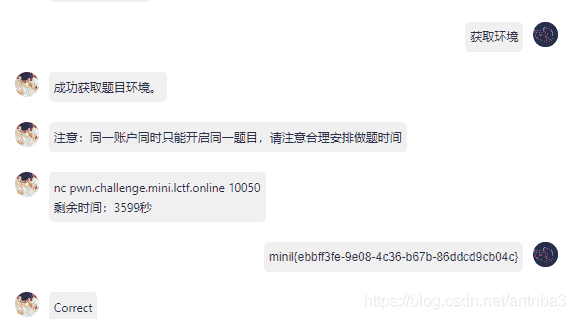 获取环境
成功获取题目环境。
注意：同一账户同时只能开启同一题目，请注意合理安排做题时间
nc pwn.challenge.mini.lctf.online 10050
剩余时间：3599秒
minil{ebbff3fe-9e08-4c36-b67b-86ddcd9cb04c}
Correct
https://blog.csdn.net/arttnba3